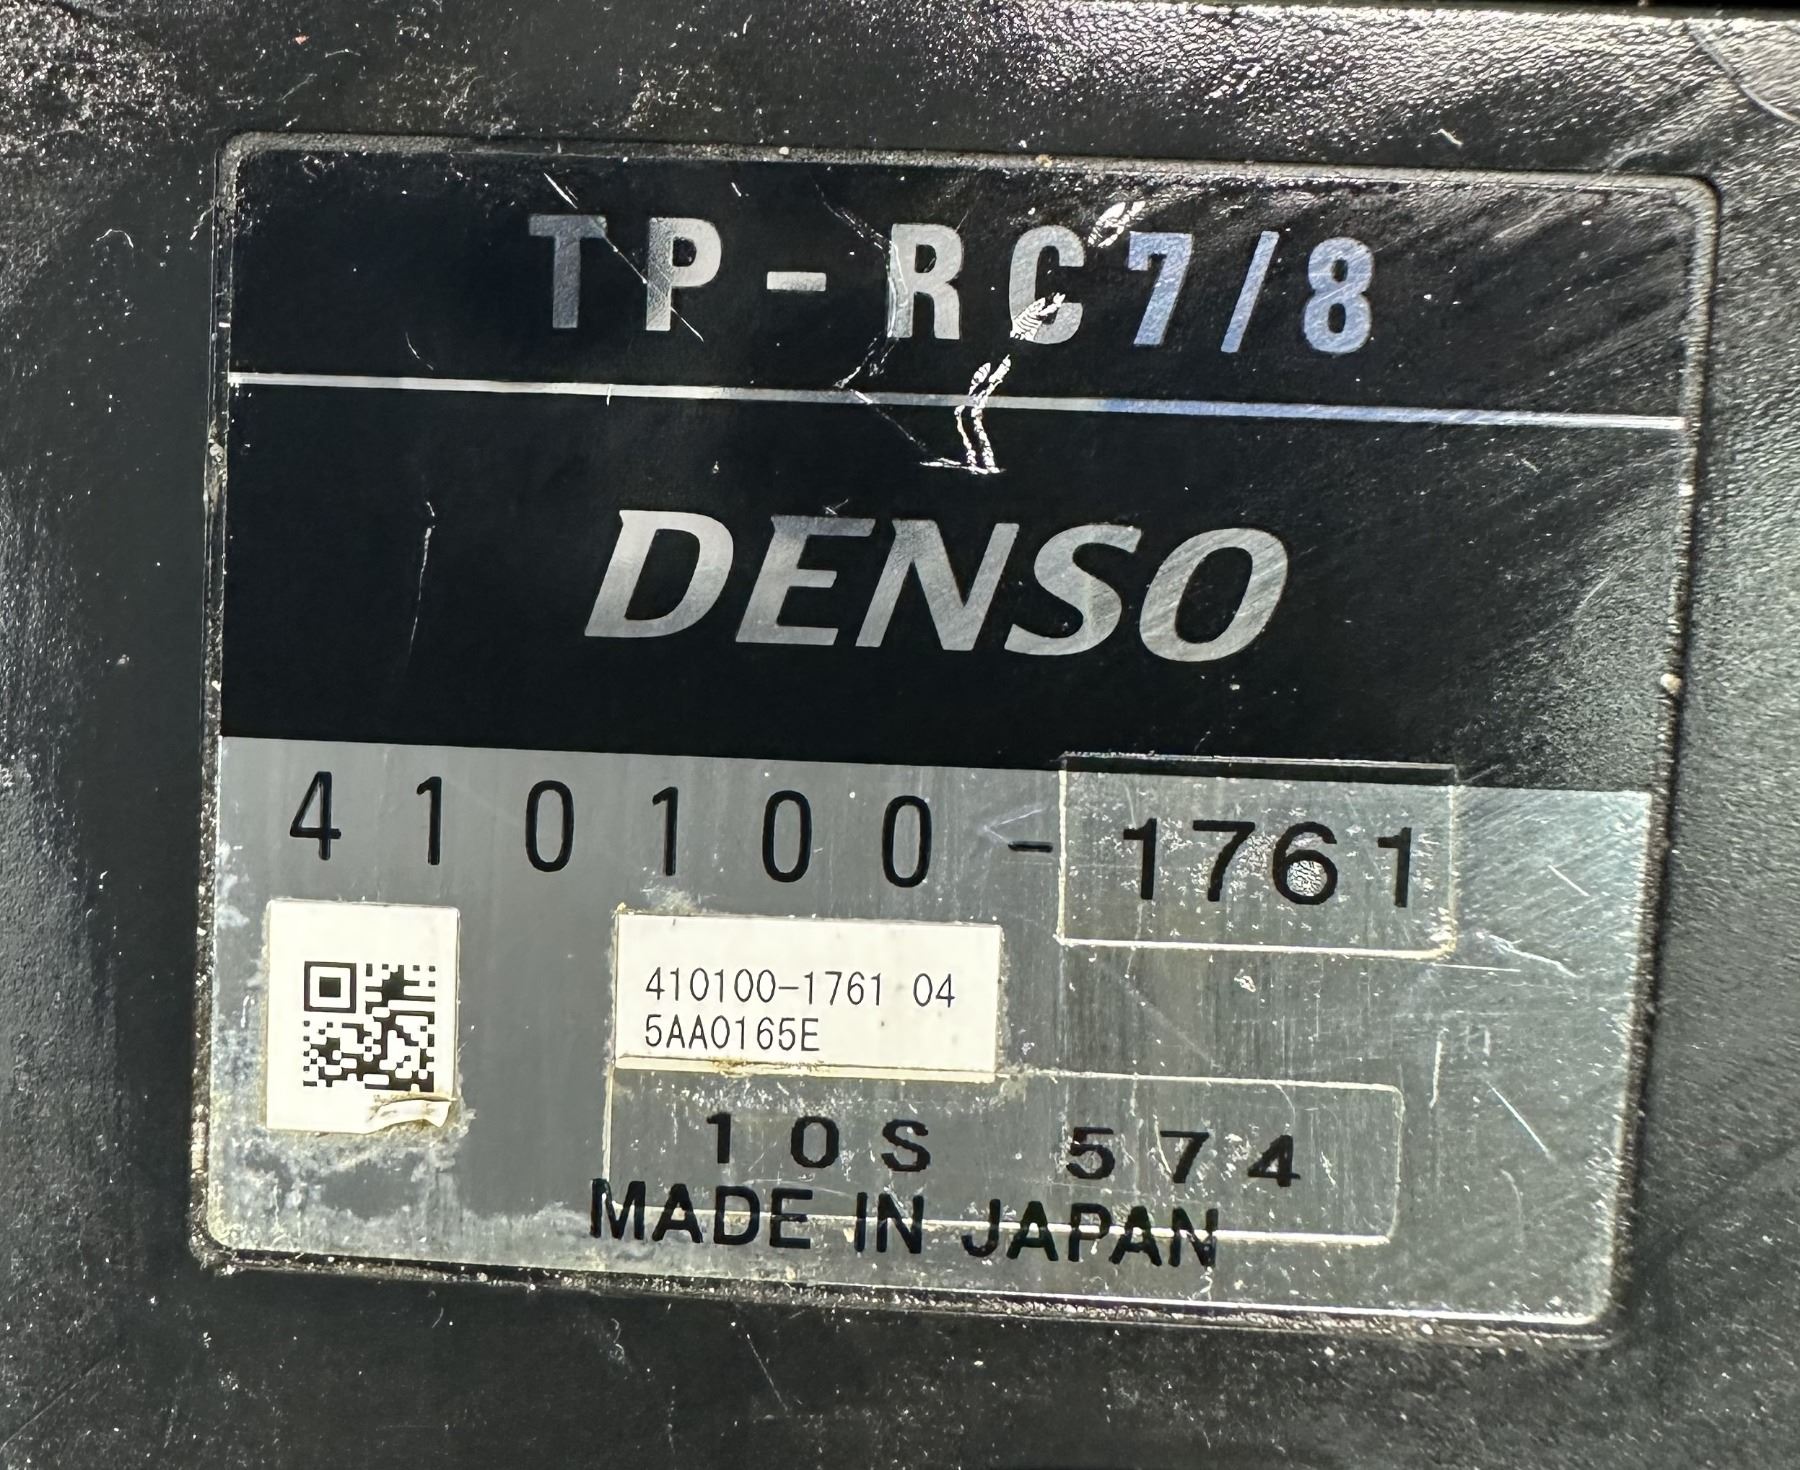 TP-RC7/8
DENSO
410100-1761
410100-1761 04
5AA0165E
10S 574
MADE IN JAPAN